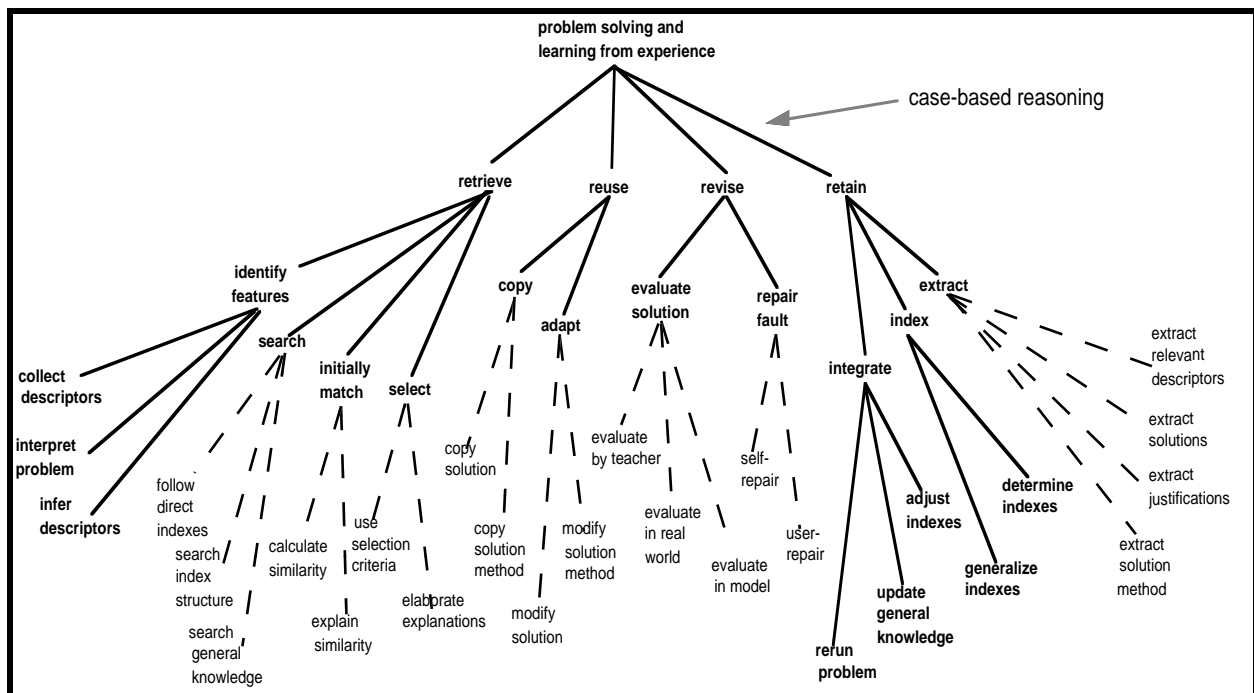 problem solving and
learning from experience
case-based reasoning
retrieve
reuse
revise
retain
identify
features
search
initially
match
select
copy
adapt
evaluate
solution
repair
fault
integrate
index
extract
collect
descriptors
interpret
problem
infer
descriptors
follow
direct
indexes
search
index
structure
search
general
knowledge
calculate
similarity
explain
similarity
use
selection
criteria
elabprate
explanations
copy
solution
copy
solution
method
modify
solution
modify
solution
method
evaluate
by teacher
evaluate
in real
world
evaluate
in model
self-
repair
user-
repair
rerun
problem
update
general
knowledge
adjust
indexes
generalize
indexes
determine
indexes
extract
relevant
descriptors
extract
solutions
extract
justifications
extract
solution
method